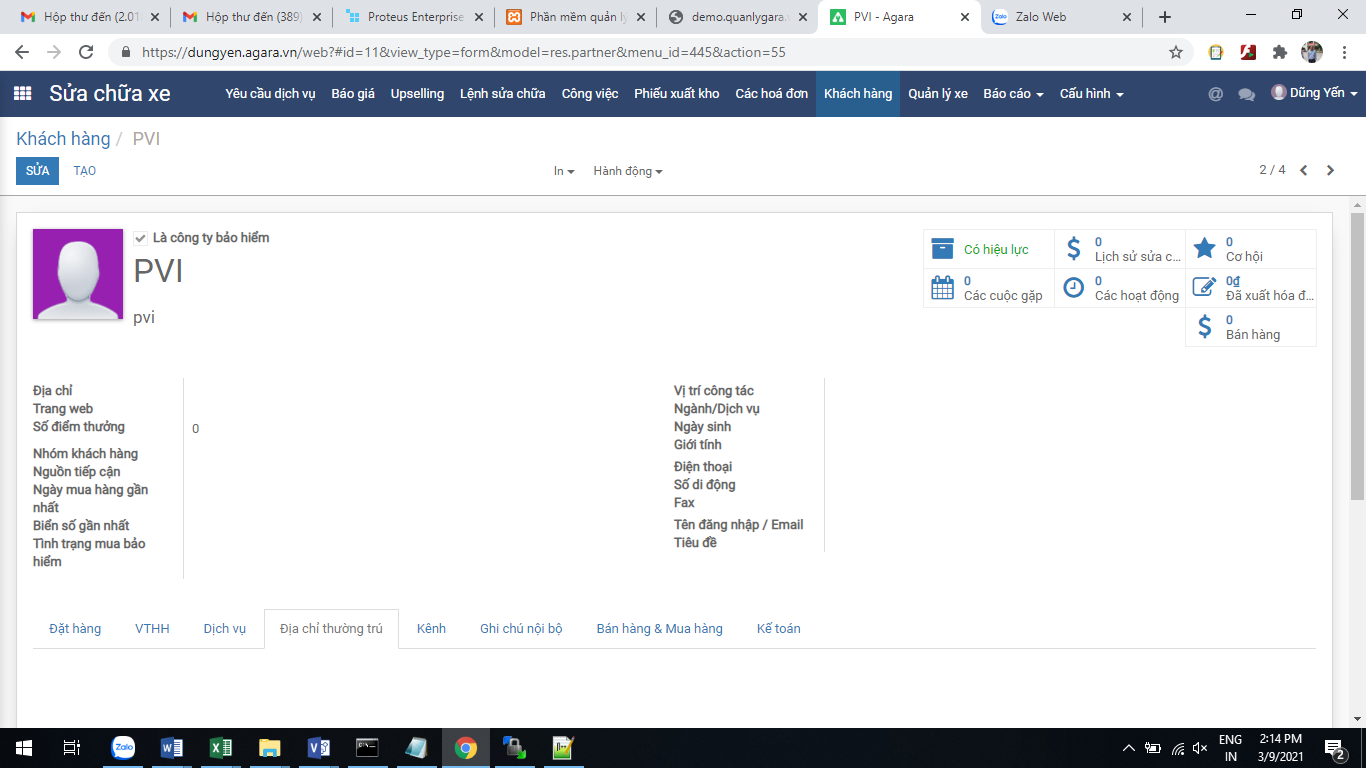 Hộp thư đến (2.01
Hộp thư đến (389)
Proteus Enterprise
Phần mềm quản lý
demo.quanlygara.
PVI - Agara
Zalo Web
https://dungyen.agara.vn/web?#id=11&view_type=form&model=res.partner&menu_id=445&action=55
Sửa chữa xe
Yêu cầu dịch vụ
Báo giá
Upselling
Lệnh sửa chữa
Công việc
Phiếu xuất kho
Các hoá đơn
Khách hàng
Quản lý xe
Báo cáo
Cấu hình
Dũng Yến
Khách hàng / PVI
SỬA
TẠO
In
Hành động
2 / 4
Là công ty bảo hiểm
PVI
pvi
Có hiệu lực
0
Lịch sử sửa c...
0
Cơ hội
0
Các cuộc gặp
0
Các hoạt động
0₫
Đã xuất hóa đ...
0
Bán hàng
Địa chỉ
Trang web
Số điểm thưởng
0
Nhóm khách hàng
Nguồn tiếp cận
Ngày mua hàng gần
nhất
Biển số gần nhất
Tình trạng mua bảo
hiểm
Vị trí công tác
Ngành/Dịch vụ
Ngày sinh
Giới tính
Điện thoại
Số di động
Fax
Tên đăng nhập / Email
Tiêu đề
Đặt hàng
VTHH
Dịch vụ
Địa chỉ thường trú
Kênh
Ghi chú nội bộ
Bán hàng & Mua hàng
Kế toán
Zalo
ENG
IN
2:14 PM
3/9/2021
2